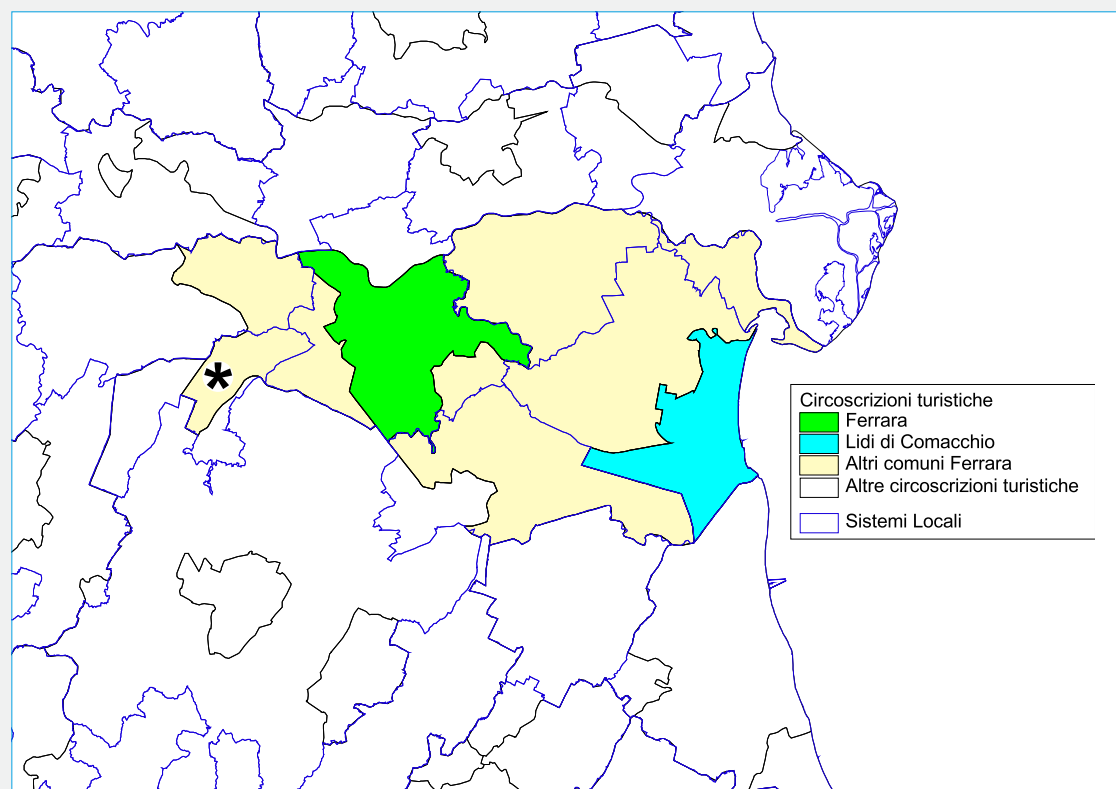 *
Circoscrizioni turistiche
Ferrara
Lidi di Comacchio
Altri comuni Ferrara
Altre circoscrizioni turistiche
Sistemi Locali